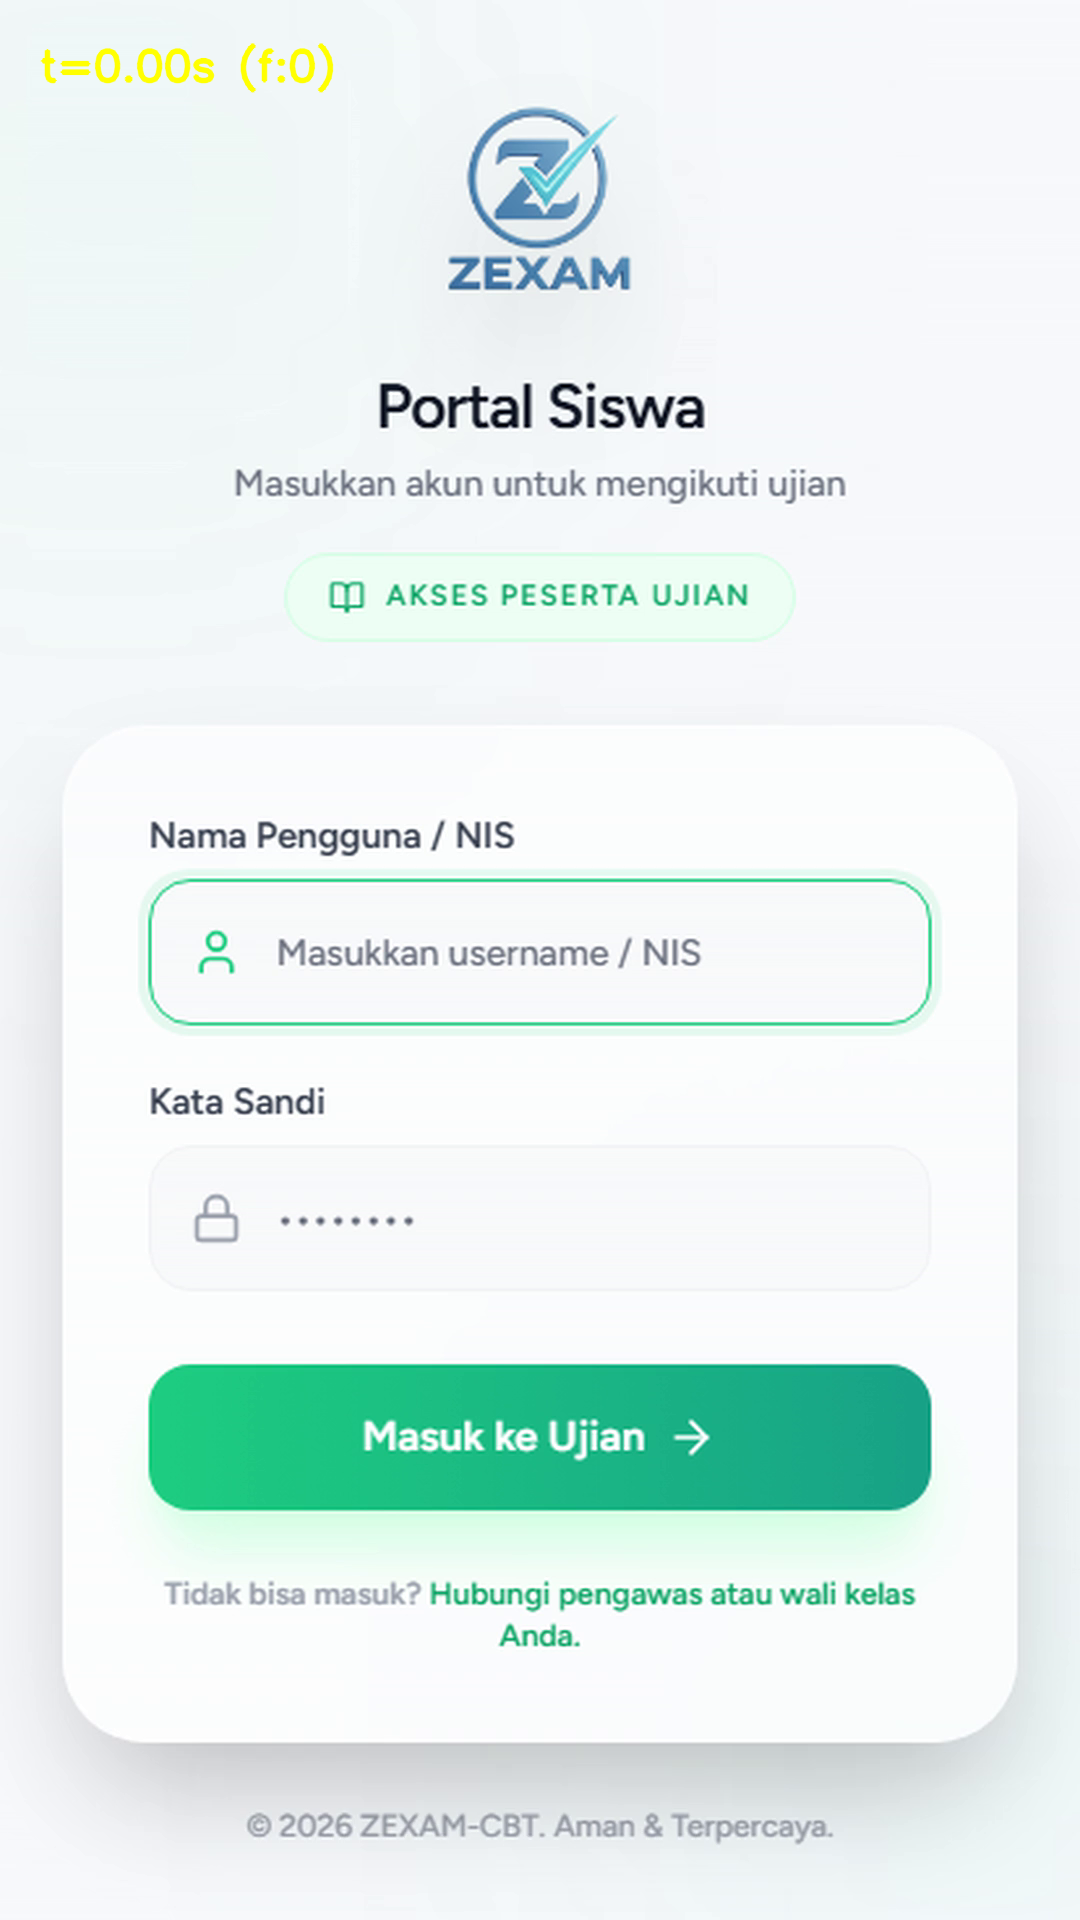 t=0.00s (f:0)
Z
ZEXAM
Portal Siswa
Masukkan akun untuk mengikuti ujian
AKSES PESERTA UJIAN
Nama Pengguna / NIS
Masukkan username / NIS
Kata Sandi
••••••••
Masuk ke Ujian →
Tidak bisa masuk? Hubungi pengawas atau wali kelas
Anda.
© 2026 ZEXAM-CBT. Aman & Terpercaya.